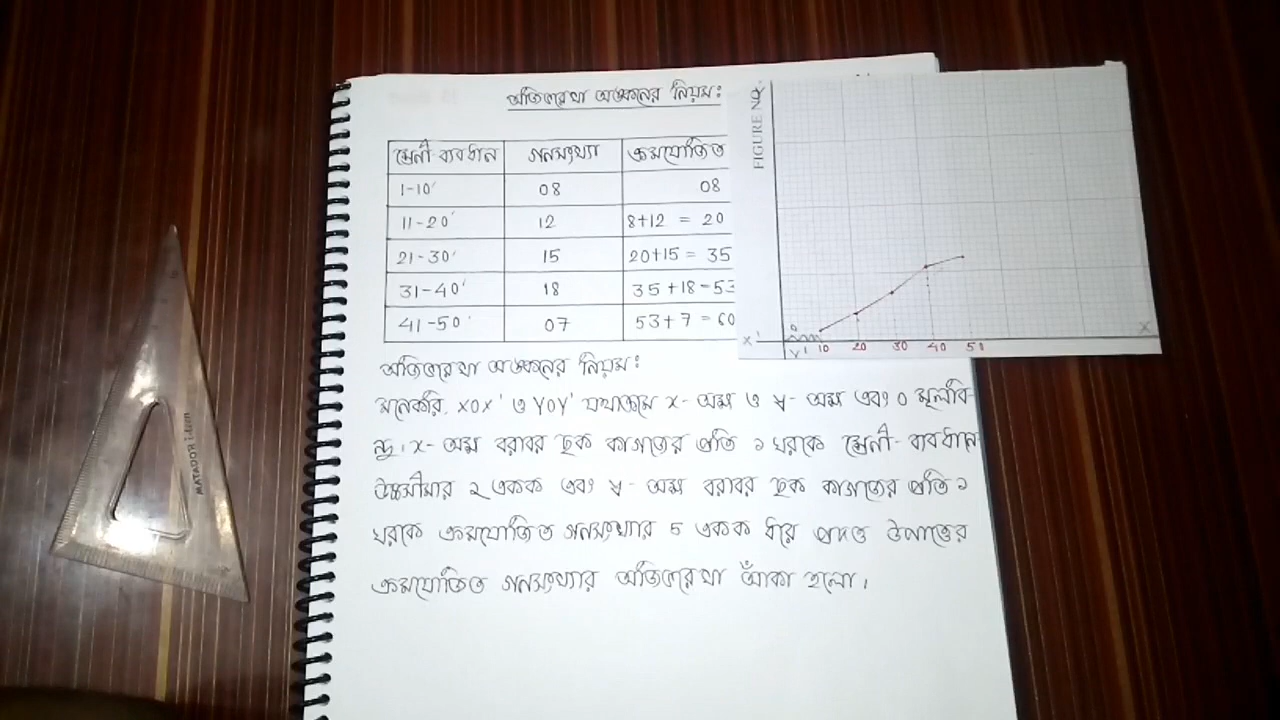 অজিভরেখা অঙ্কনের নিয়ম:
শ্রেণী ব্যবধান গনসংখ্যা ক্রমযোজিত
1-10' 08 08
11-20' 12 8+12 = 20
21-30' 15 20+15 = 35
31-40' 18 35+18-53
41-50' 07 53+7=60
অজিভরেখা অঙ্কনের নিয়ম:
মনেকরি, XOX' ও YOY' যথাক্রমে x- অক্ষ ও y- অক্ষ এবং O মূলবি-
ন্দু। x- অক্ষ বরাবর ছক কাগজের প্রতি ১ ঘরকে শ্রেণী- ব্যবধানে-
উচ্চসীমার ২ একক এবং y- অক্ষ বরাবর ছক কাগজের প্রতি ১
ঘরকে ক্রমযোজিত গনসংখ্যার 5 একক ধরে প্রদত্ত উপাত্তের
ক্রমযোজিত গনসংখ্যার অজিভরেখা আঁকা হলো।
FIGURE NO.
X' Y' 10 20 30 40 50 X
MATADOR i-teen